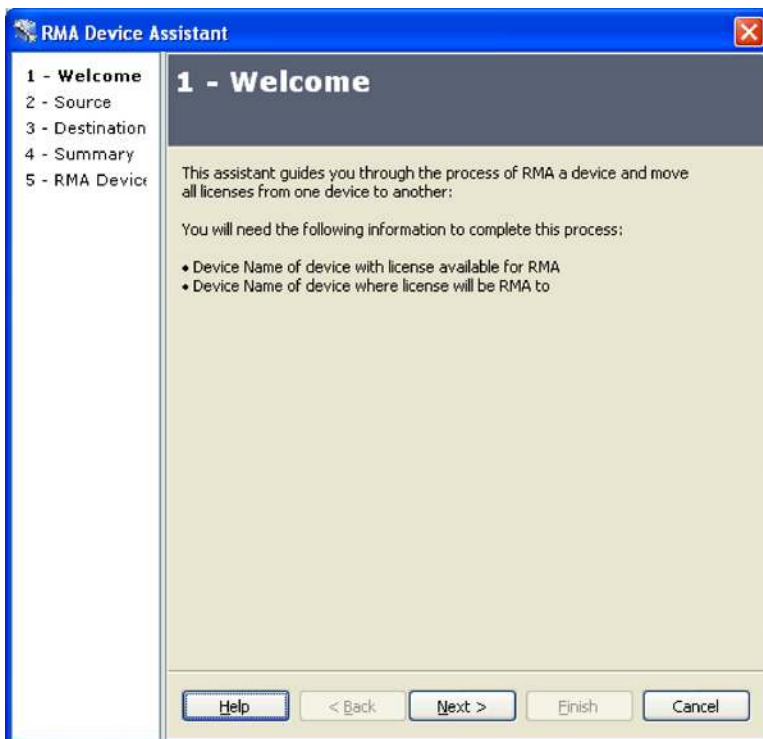 RMA Device Assistant
1 - Welcome
2 - Source
3 - Destination
4 - Summary
5 - RMA Device
1 - Welcome
This assistant guides you through the process of RMA a device and move
all licenses from one device to another:
You will need the following information to complete this process:
• Device Name of device with license available for RMA
• Device Name of device where license will be RMA to
Help
< Back
Next >
Finish
Cancel